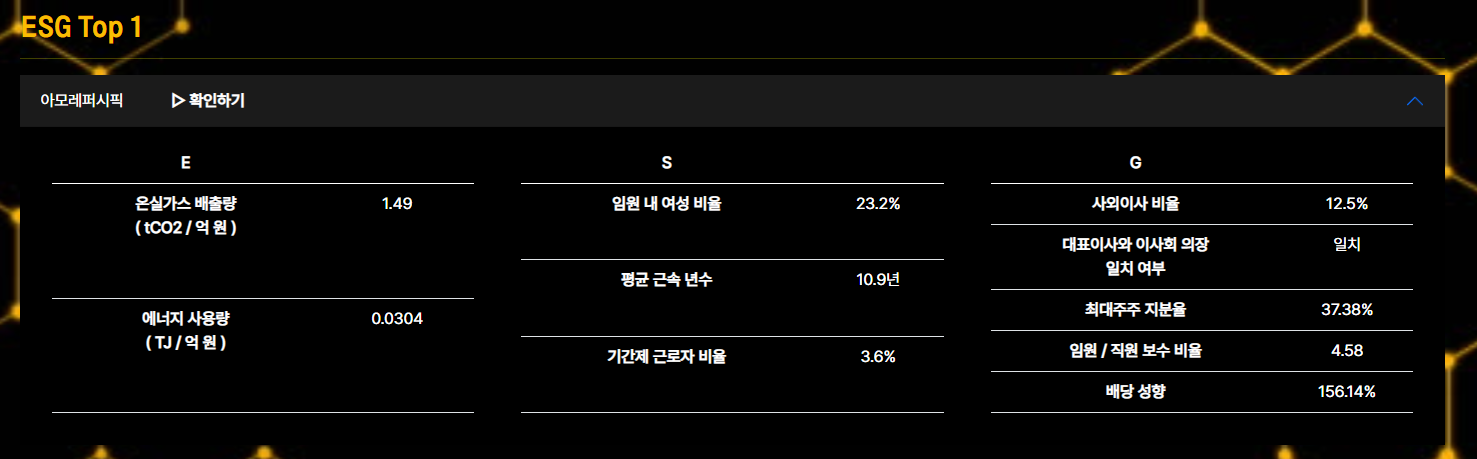 ESG Top 1
아모레퍼시픽 ▷ 확인하기
E
온실가스 배출량 1.49
( tCO2 / 억 원 )
에너지 사용량 0.0304
( TJ / 억 원 )
S
임원 내 여성 비율 23.2%
평균 근속 년수 10.9년
기간제 근로자 비율 3.6%
G
사외이사 비율 12.5%
대표이사와 이사회 의장 일치
일치 여부
최대주주 지분율 37.38%
임원 / 직원 보수 비율 4.58
배당 성향 156.14%